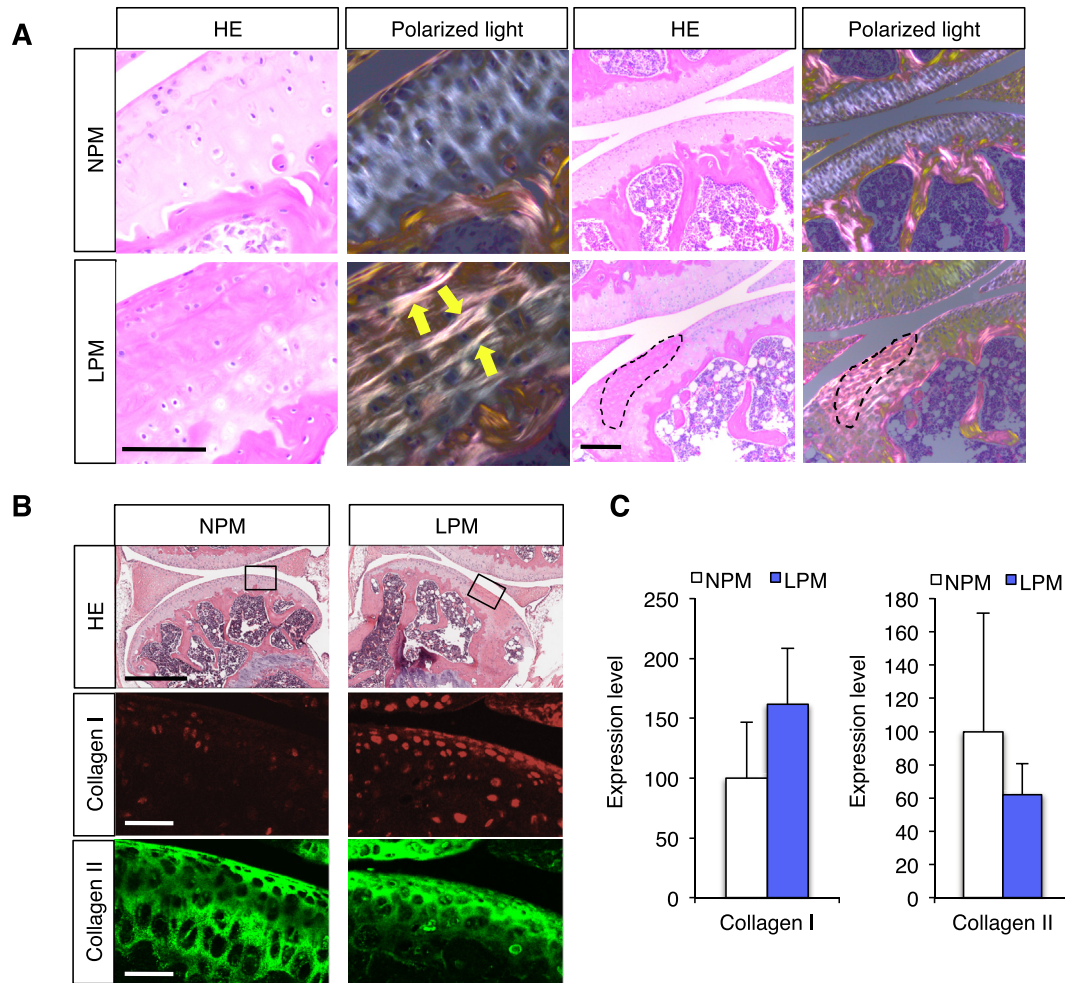 A
HE
Polarized light
HE
Polarized light
NPM
LPM
B
NPM
LPM
HE
Collagen I
Collagen II
C
NPM LPM
250
200
150
100
50
0
Expression level
Collagen I
NPM LPM
180
160
140
120
100
80
60
40
20
0
Expression level
Collagen II